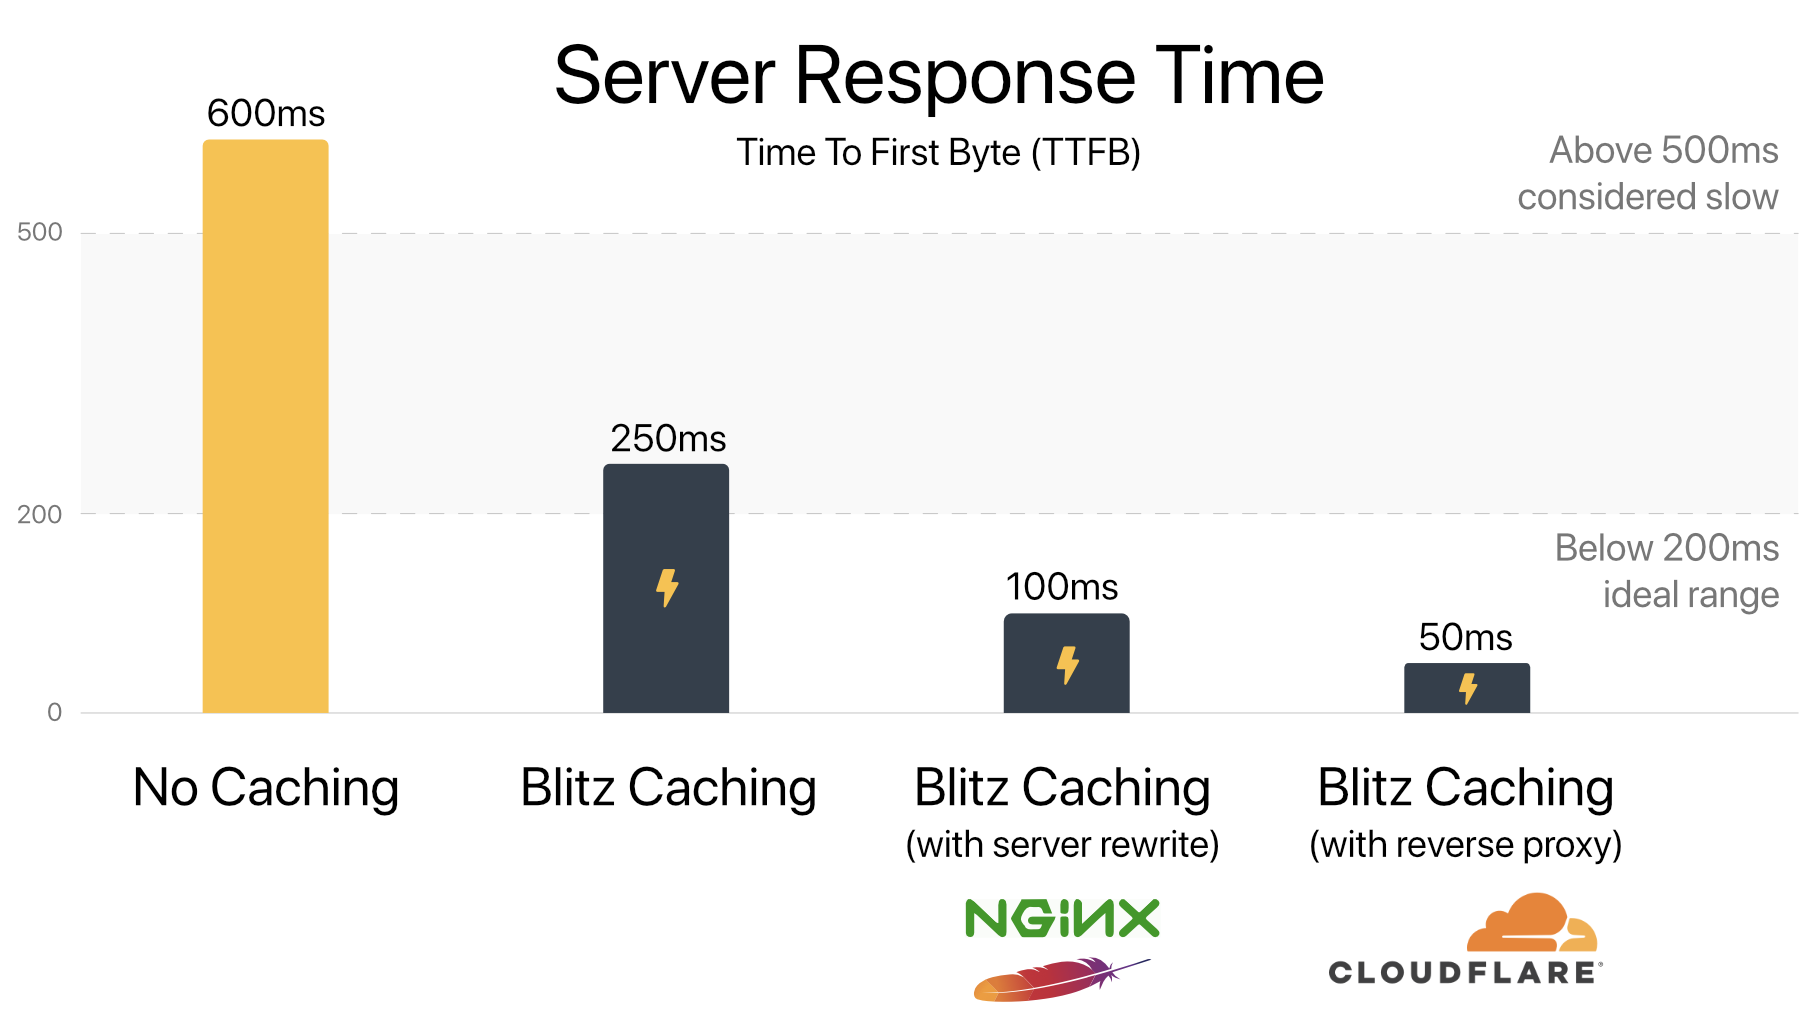 Server Response Time
Time To First Byte (TTFB)
600ms
Above 500ms
considered slow
500
250ms
200
Below 200ms
ideal range
100ms
50ms
0
No Caching
Blitz Caching
Blitz Caching
(with server rewrite)
Blitz Caching
(with reverse proxy)
NGINX
CLOUDFLARE®